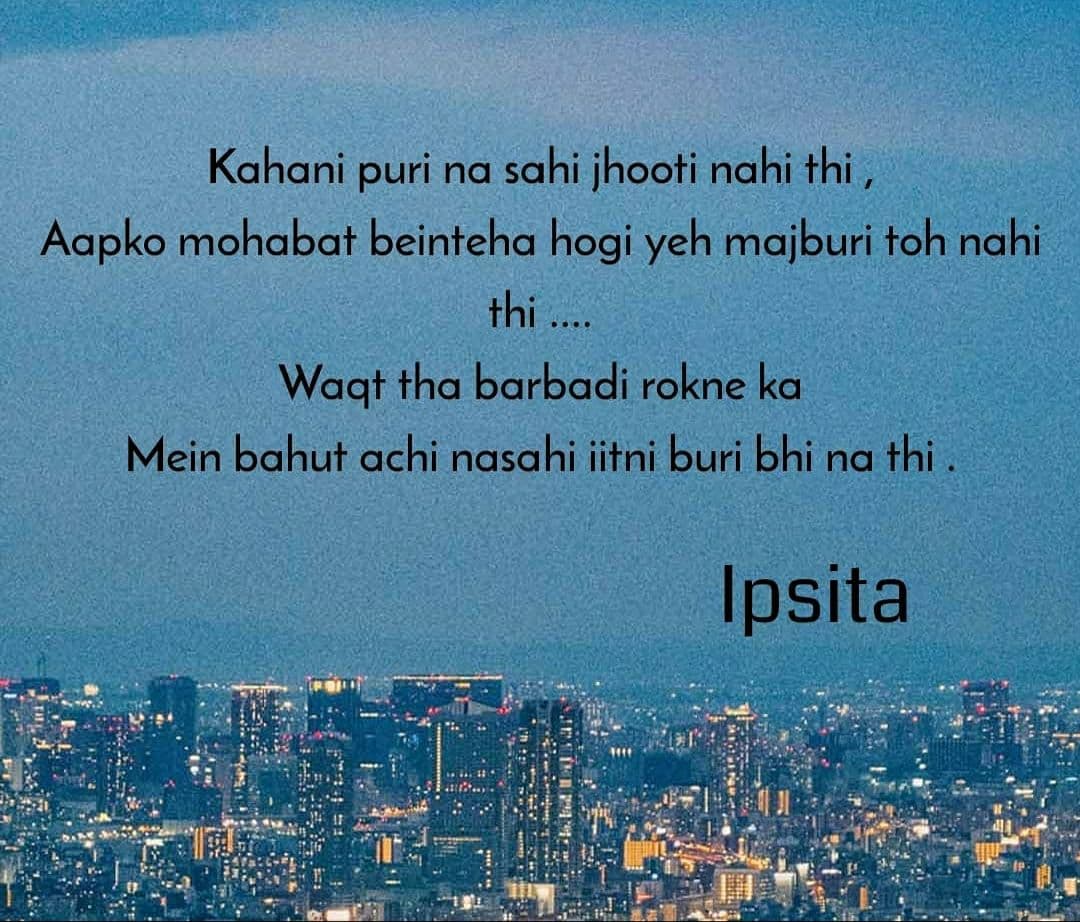 Kahani puri na sahi jhooti nahi thi ,
Aapko mohabat beinteha hogi yeh majburi toh nahi
thi ....
Waqt tha barbadi rokne ka
Mein bahut achi nasahi iitni buri bhi na thi .
Ipsita